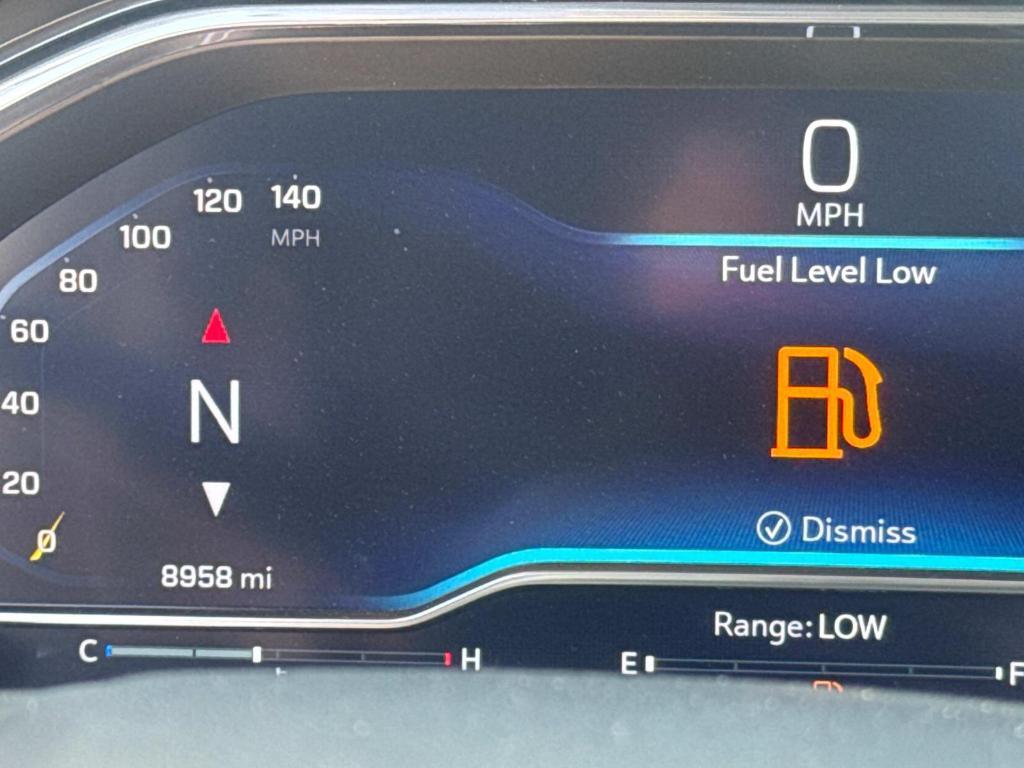 0
MPH
Fuel Level Low
140
120
MPH
100
80
60
40
20
0
N
8958 mi
Dismiss
Range: LOW
C H
E F